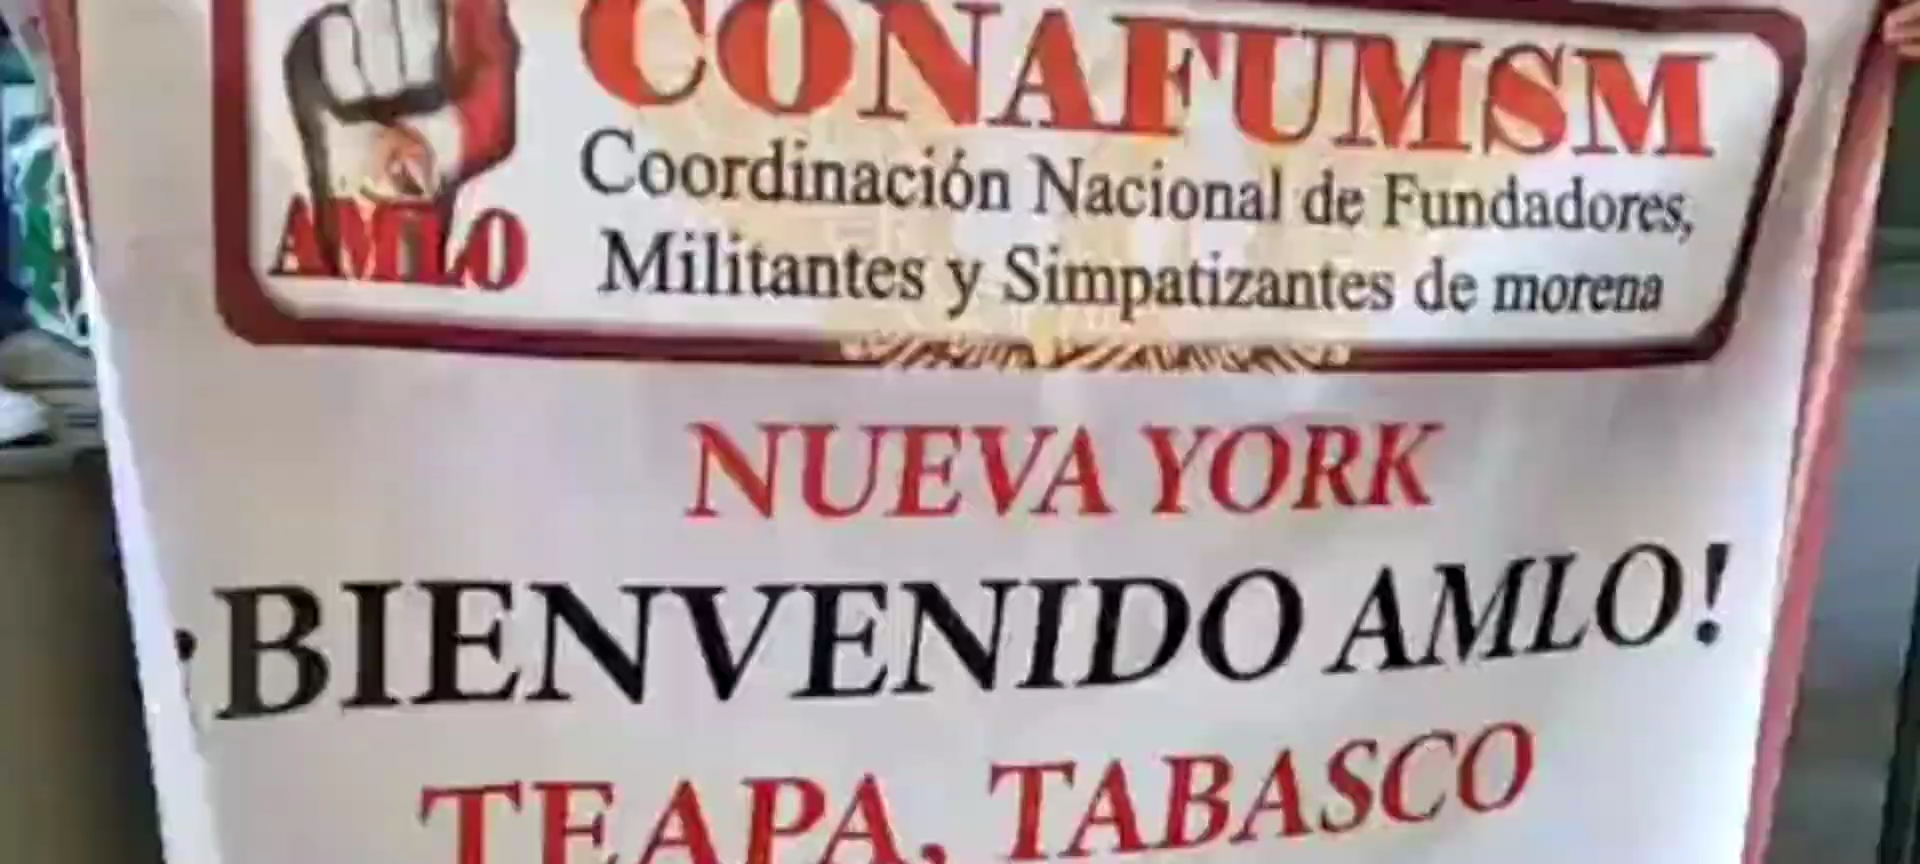 CONAFUMSM
Coordinación Nacional de Fundadores,
Militantes y Simpatizantes de morena
AMLO
NUEVA YORK
¡BIENVENIDO AMLO!
TEAPA, TABASCO